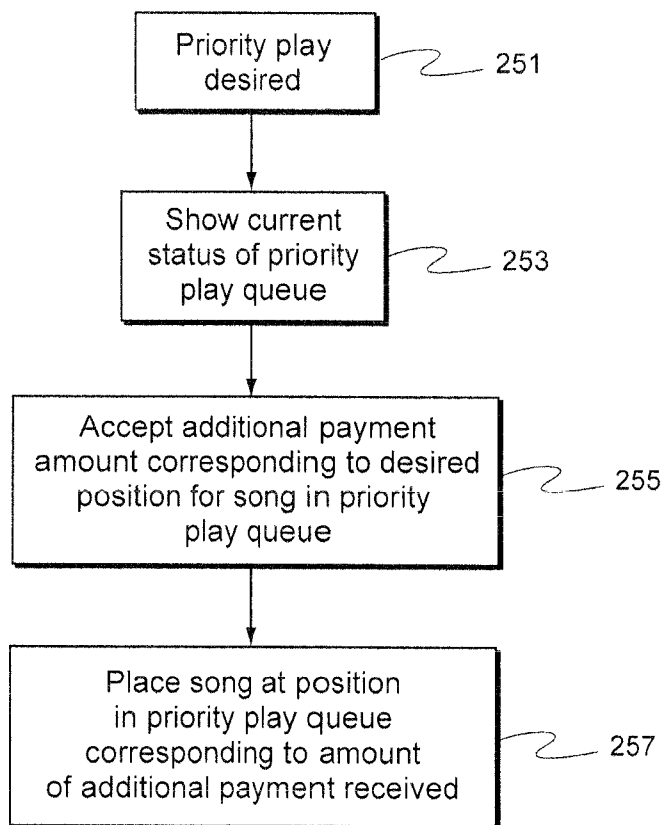 Priority play
desired
251
Show current
status of priority
play queue
253
Accept additional payment
amount corresponding to desired
position for song in priority
play queue
255
Place song at position
in priority play queue
corresponding to amount
of additional payment received
257